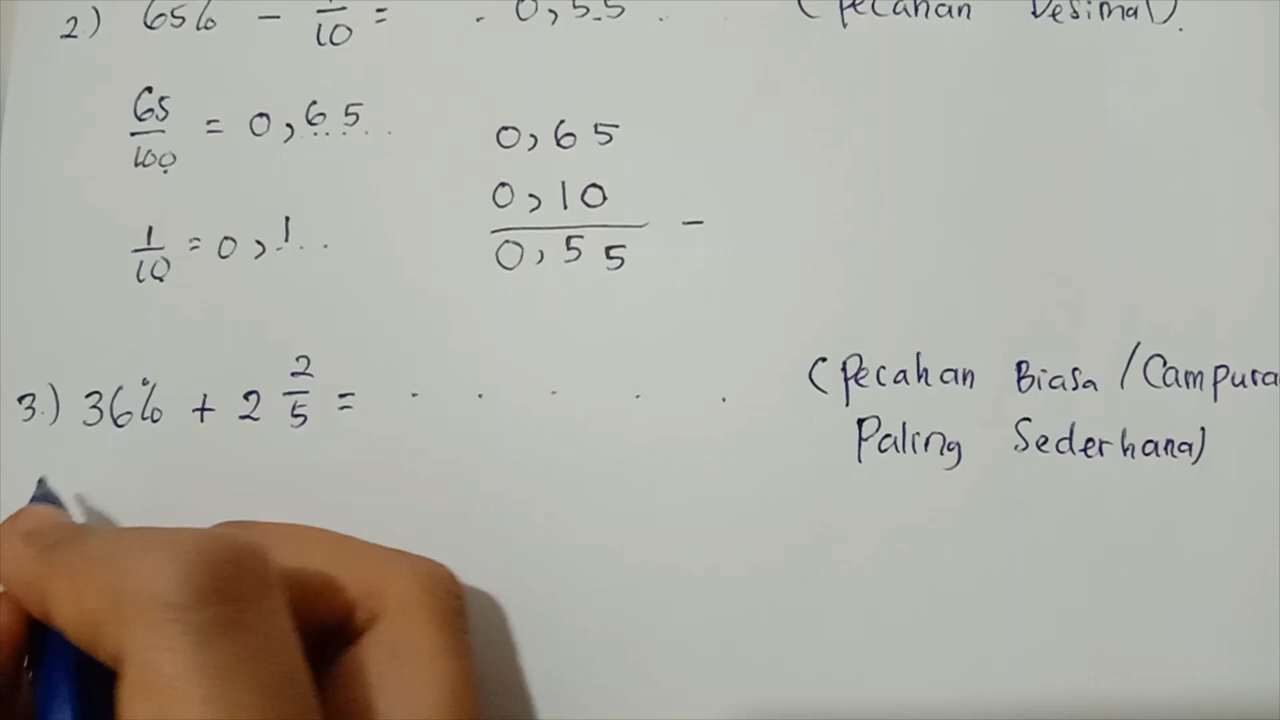 2) 65% - 1/10 = . 0,55 . (Pecahan Desimal).
65/100 = 0,65
0,65
0,10 -
1/10 = 0,1
0,55
3.) 36% + 2 2/5 = . . . . . (Pecahan Biasa / Campura
Paling Sederhana)